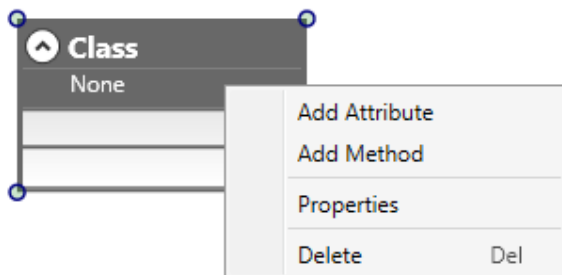 Class
None
Add Attribute
Add Method
Properties
Delete Del